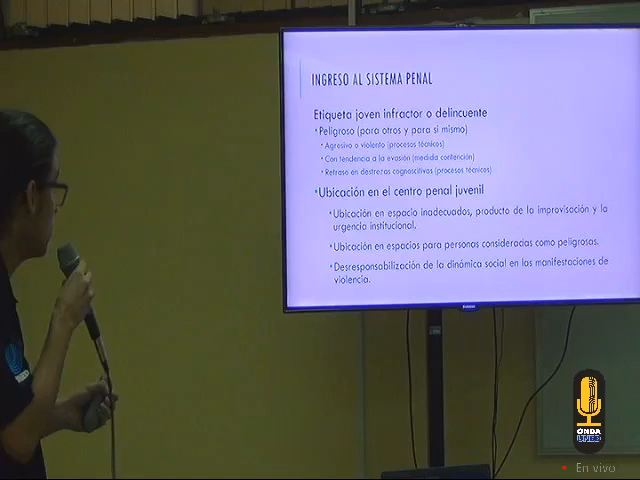 INGRESO AL SISTEMA PENAL
Etiqueta joven infractor o delincuente
• Peligroso (para otros y para si mismo)
• Agresivo o violento (procesos técnicos)
• Con tendencia a la evasión (medida contención)
• Retraso en destrezas cognoscitivas (procesos técnicos)
• Ubicación en el centro penal juvenil
• Ubicación en espacio inadecuados, producto de la improvisación y la
urgencia institucional.
• Ubicación en espacios para personas consideradas como peligrosas.
• Desresponsabilización de la dinámica social en las manifestaciones de
violencia.
ONDA
UNED
• En vivo